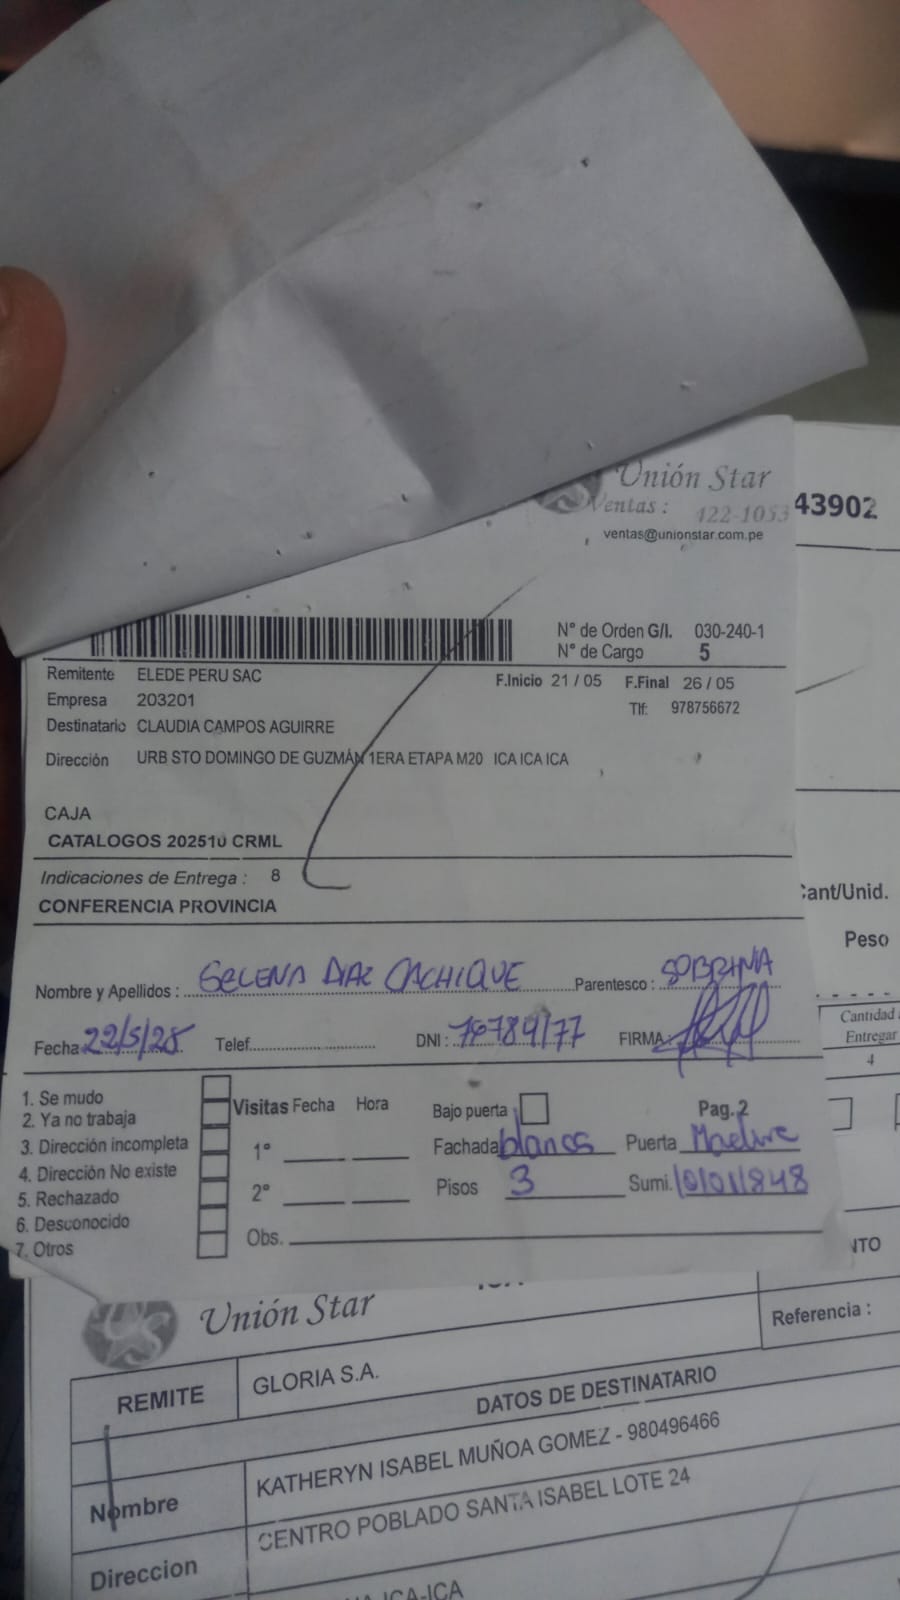 Unión Star
Ventas : 422-1053
43902
ventas@unionstar.com.pe
N° de Orden G/I. 030-240-1
N° de Cargo 5
Remitente ELEDE PERU SAC
F.Inicio 21 / 05 F.Final 26 / 05
Empresa 203201
Tlf: 978756672
Destinatario CLAUDIA CAMPOS AGUIRRE
Dirección URB STO DOMINGO DE GUZMÁN 1ERA ETAPA M20 ICA ICA ICA
CAJA
CATALOGOS 202510 CRML
Indicaciones de Entrega : 8
CONFERENCIA PROVINCIA
Cant/Unid.
Peso
Cantidad
Entregar
4
Nombre y Apellidos : SELENA DIAZ CACHIQUE Parentesco : SOBRINA
Fecha 22/5/25 Telef. DNI : FIRMA :
1. Se mudo
2. Ya no trabaja
3. Dirección incompleta
4. Dirección No existe
5. Rechazado
6. Desconocido
7. Otros
Visitas Fecha Hora
1°
2°
Obs.
Bajo puerta Pag.2
Fachada blanos Puerta
Pisos 3 Sumi. 10101848
NTO
Unión Star
Referencia :
REMITE GLORIA S.A.
DATOS DE DESTINATARIO
Nombre KATHERYN ISABEL MUÑOA GOMEZ - 980496466
Direccion CENTRO POBLADO SANTA ISABEL LOTE 24
ICA-ICA